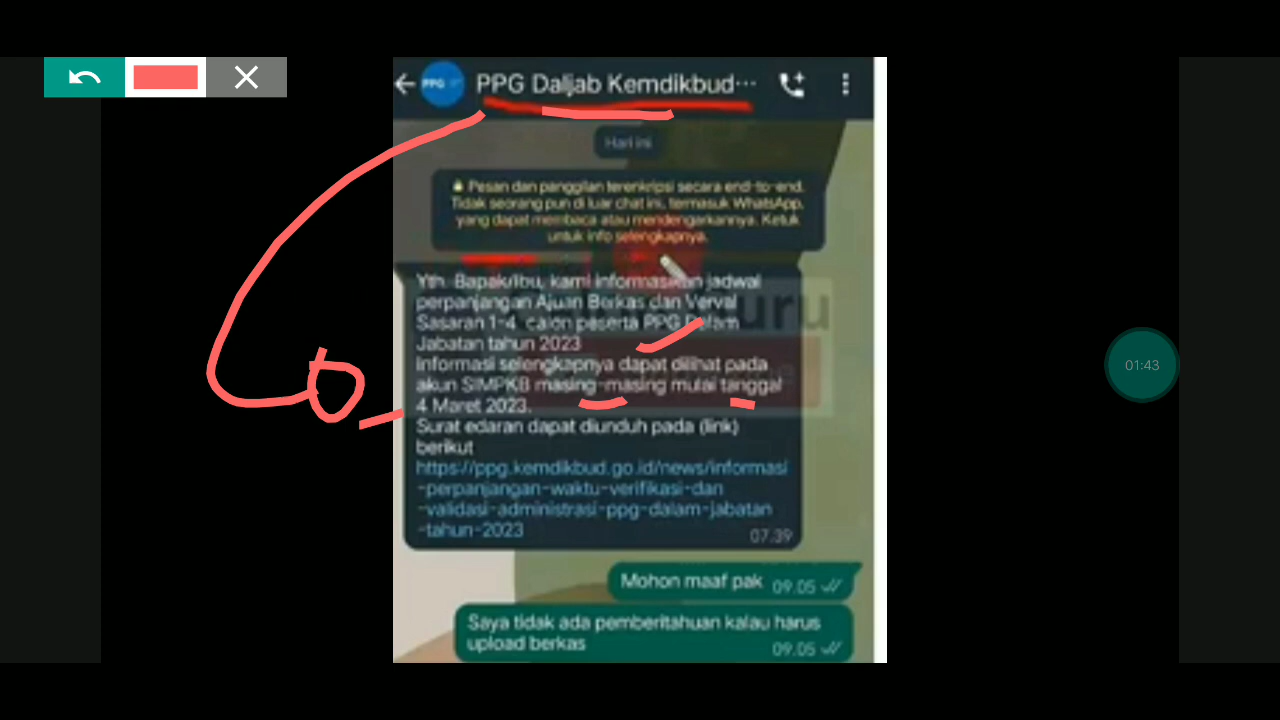 PPG Daljab Kemdikbud...
PPG
Hari ini
Pesan dan panggilan terenkripsi secara end-to-end.
Tidak seorang pun di luar chat ini, termasuk WhatsApp,
yang dapat membaca atau mendengarkannya. Ketuk
untuk info selengkapnya.
Yth. Bapak/Ibu, kami informasikan jadwal
perpanjangan Ajuan Berkas dan Verval
Sasaran 1-4 calon peserta PPG Dalam
Jabatan tahun 2023
Informasi selengkapnya dapat dilihat pada
akun SIMPKB masing-masing mulai tanggal
4 Maret 2023.
Surat edaran dapat diunduh pada (link)
berikut
https://ppg.kemdikbud.go.id/news/informasi
-perpanjangan-waktu-verifikasi-dan
-validasi-administrasi-ppg-dalam-jabatan
-tahun-2023
07.39
Mohon maaf pak 09.05
Saya tidak ada pemberitahuan kalau harus
upload berkas 09.05
01:43